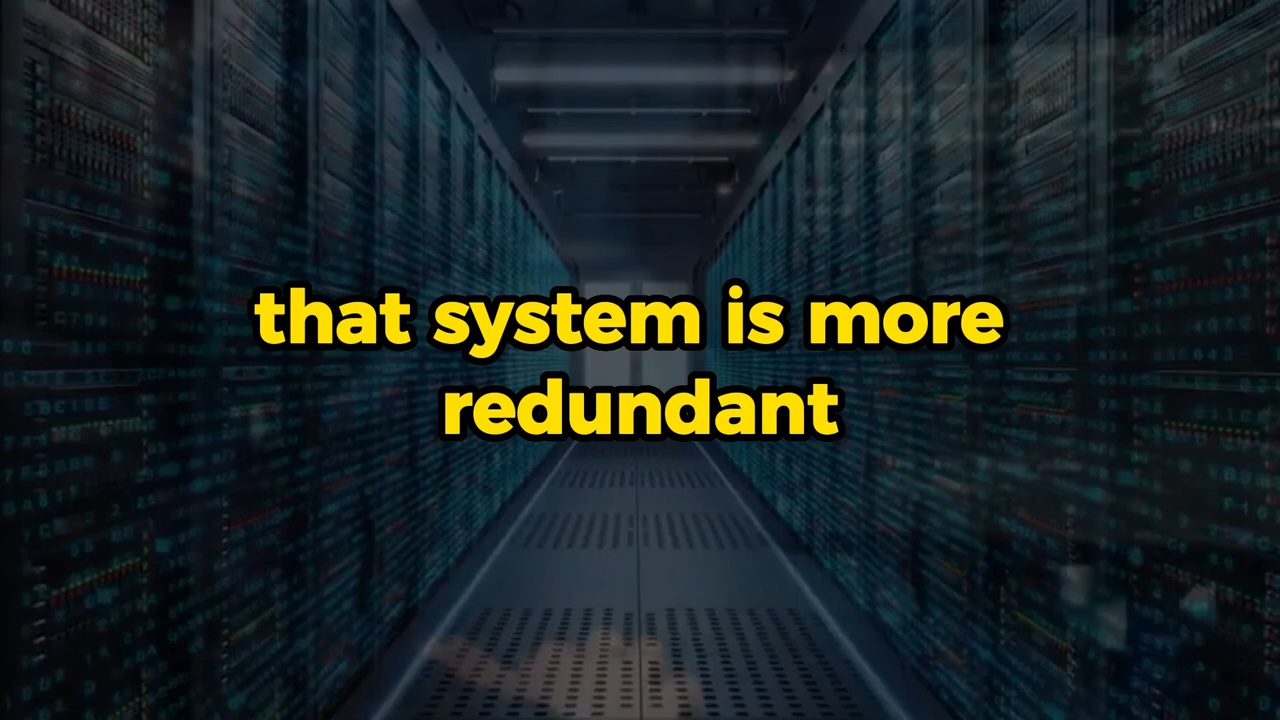 that system is more
redundant